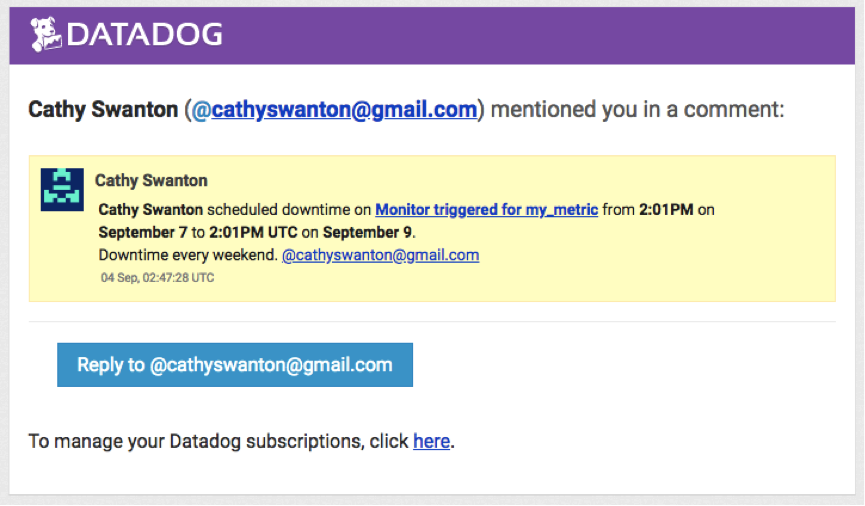 DATADOG
Cathy Swanton (@cathyswanton@gmail.com) mentioned you in a comment:
Cathy Swanton
Cathy Swanton scheduled downtime on Monitor triggered for my_metric from 2:01PM on
September 7 to 2:01PM UTC on September 9.
Downtime every weekend. @cathyswanton@gmail.com
04 Sep, 02:47:28 UTC
Reply to @cathyswanton@gmail.com
To manage your Datadog subscriptions, click here.